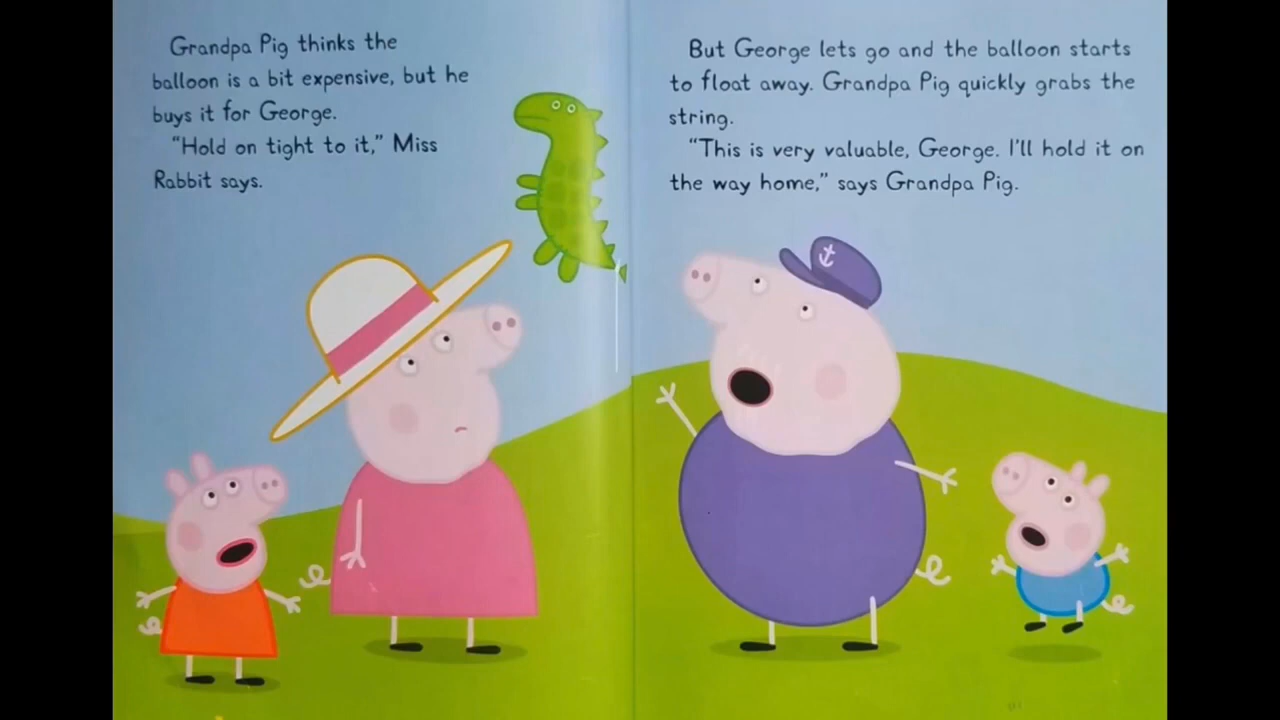 Grandpa Pig thinks the
balloon is a bit expensive, but he
buys it for George.
"Hold on tight to it," Miss
Rabbit says.
But George lets go and the balloon starts
to float away. Grandpa Pig quickly grabs the
string.
"This is very valuable, George. I'll hold it on
the way home," says Grandpa Pig.